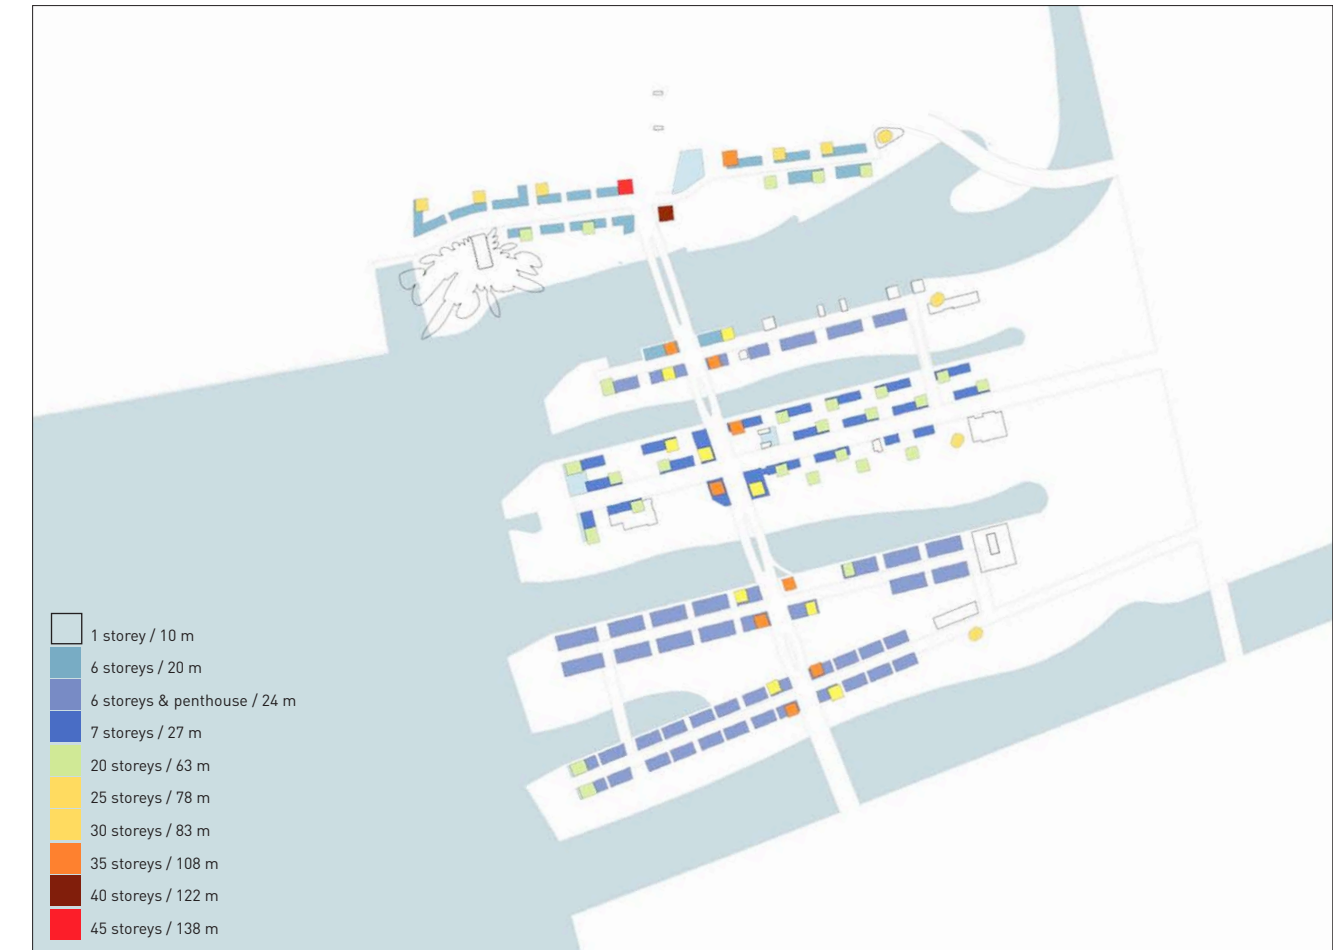 1 storey / 10 m
6 storeys / 20 m
6 storeys & penthouse / 24 m
7 storeys / 27 m
20 storeys / 63 m
25 storeys / 78 m
30 storeys / 83 m
35 storeys / 108 m
40 storeys / 122 m
45 storeys / 138 m